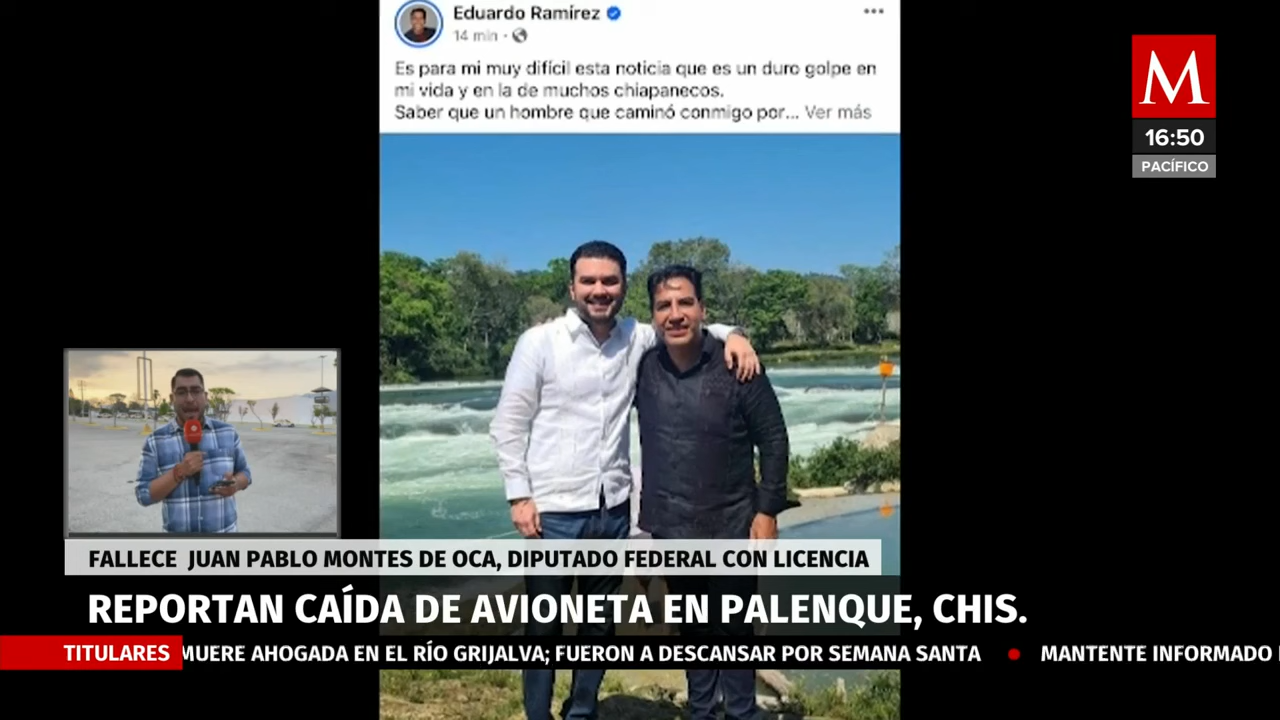 Eduardo Ramírez
14 min
Es para mi muy difícil esta noticia que es un duro golpe en
mi vida y en la de muchos chiapanecos.
Saber que un hombre que caminó conmigo por... Ver más
M
16:50
PACÍFICO
FALLECE JUAN PABLO MONTES DE OCA, DIPUTADO FEDERAL CON LICENCIA
REPORTAN CAÍDA DE AVIONETA EN PALENQUE, CHIS.
TITULARES MUERE AHOGADA EN EL RÍO GRIJALVA; FUERON A DESCANSAR POR SEMANA SANTA • MANTENTE INFORMADO